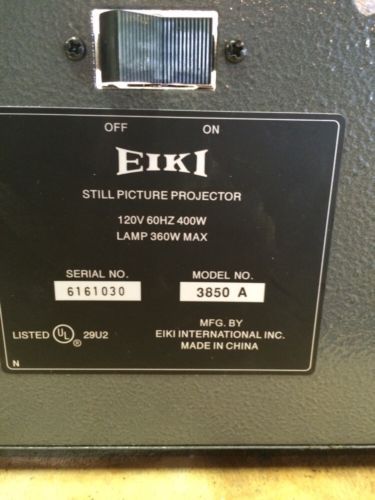 OFF ON
EIKI
STILL PICTURE PROJECTOR
120V 60HZ 400W
LAMP 360W MAX
SERIAL NO. MODEL NO.
6161030 3850 A
MFG. BY
LISTED UL ® 29U2 EIKI INTERNATIONAL INC.
MADE IN CHINA
N